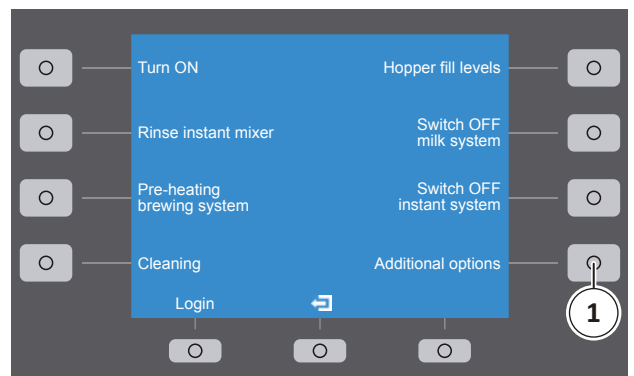 Turn ON
Hopper fill levels
Rinse instant mixer
Switch OFF
milk system
Pre-heating
brewing system
Switch OFF
instant system
Cleaning
Additional options
Login
1